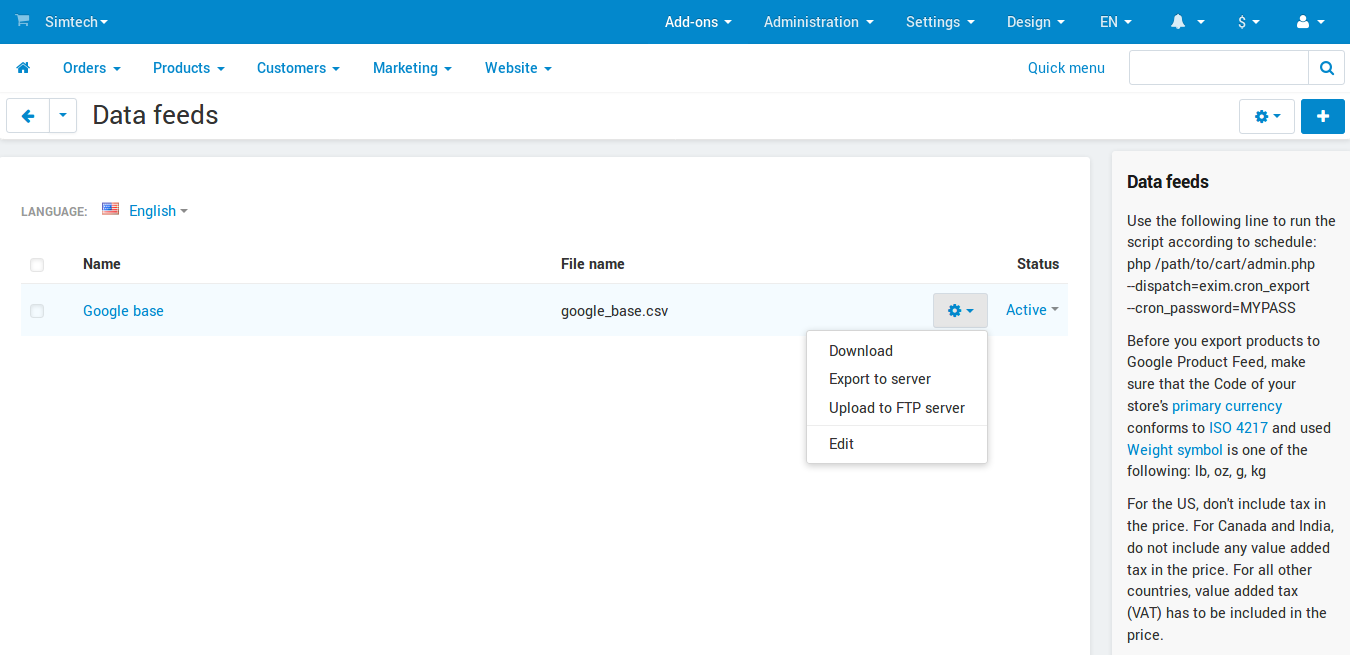 Simtech
Add-ons
Administration
Settings
Design
EN
$
Orders
Products
Customers
Marketing
Website
Quick menu
Data feeds
LANGUAGE:
English
Name
File name
Status
Google base
google_base.csv
Active
Download
Export to server
Upload to FTP server
Edit
Data feeds
Use the following line to run the
script according to schedule:
php /path/to/cart/admin.php
--dispatch=exim.cron_export
--cron_password=MYPASS
Before you export products to
Google Product Feed, make
sure that the Code of your
store's primary currency
conforms to ISO 4217 and used
Weight symbol is one of the
following: lb, oz, g, kg
For the US, don't include tax in
the price. For Canada and India,
do not include any value added
tax in the price. For all other
countries, value added tax
(VAT) has to be included in the
price.